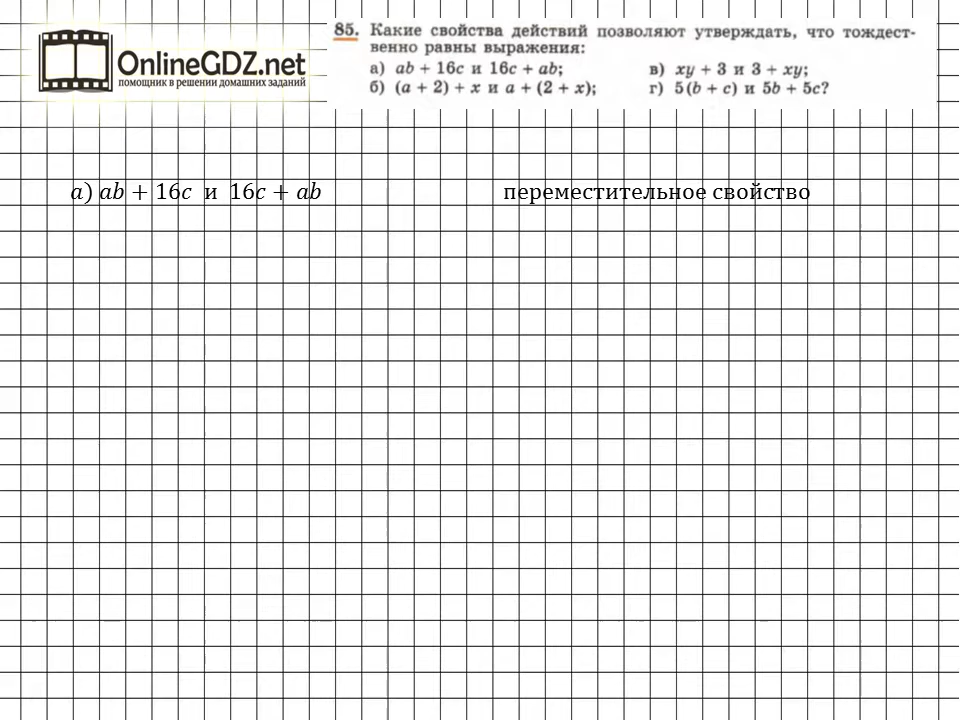 OnlineGDZ.net
помощник в решении домашних заданий
85. Какие свойства действий позволяют утверждать, что тождест-
венно равны выражения:
а) ab + 16c и 16c + ab; в) xy + 3 и 3 + xy;
б) (a + 2) + x и a + (2 + x); г) 5(b + c) и 5b + 5c?
а) ab + 16c и 16c + ab переместительное свойство